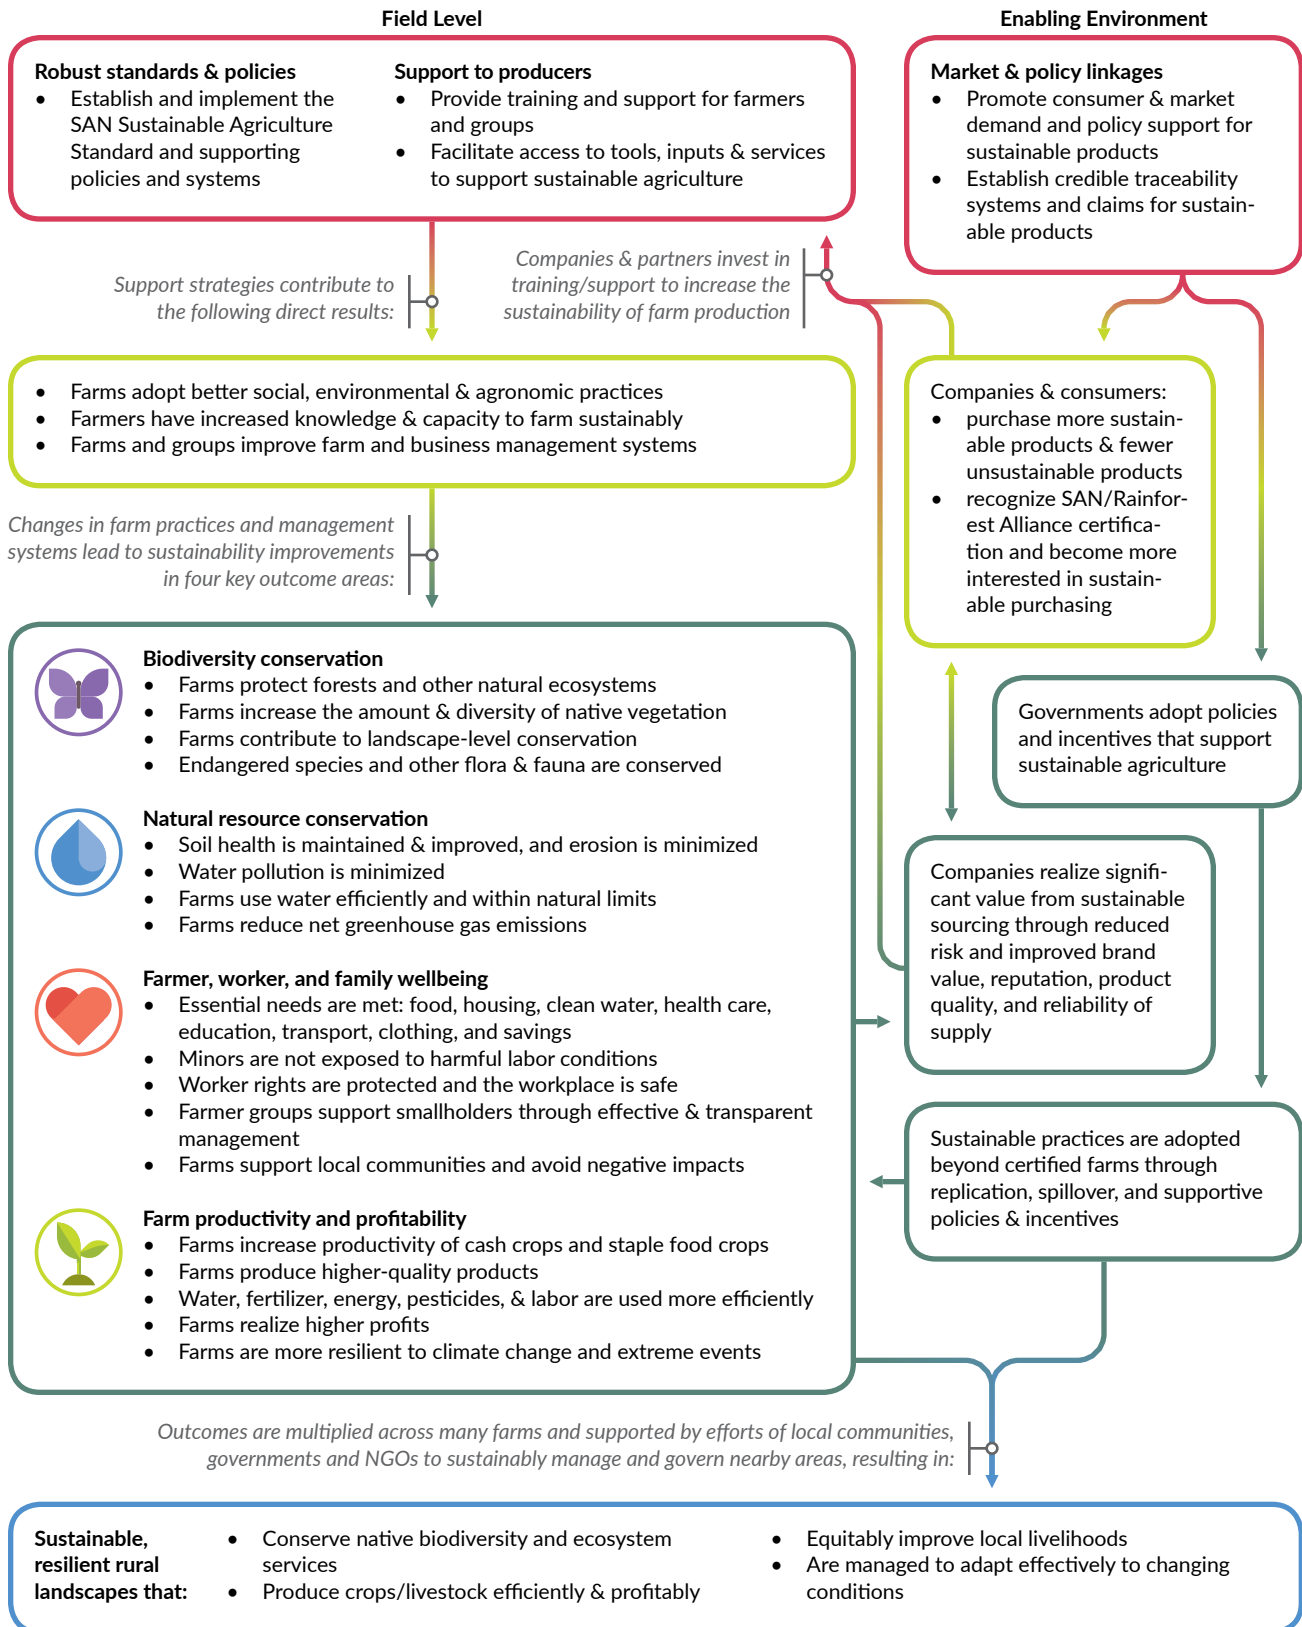 Field Level
Enabling Environment
Robust standards & policies
• Establish and implement the
SAN Sustainable Agriculture
Standard and supporting
policies and systems
Support to producers
• Provide training and support for farmers
and groups
• Facilitate access to tools, inputs & services
to support sustainable agriculture
Market & policy linkages
• Promote consumer & market
demand and policy support for
sustainable products
• Establish credible traceability
systems and claims for sustain-
able products
Support strategies contribute to
the following direct results:
Companies & partners invest in
training/support to increase the
sustainability of farm production
• Farms adopt better social, environmental & agronomic practices
• Farmers have increased knowledge & capacity to farm sustainably
• Farms and groups improve farm and business management systems
Companies & consumers:
• purchase more sustain-
able products & fewer
unsustainable products
• recognize SAN/Rainfor-
est Alliance certifica-
tion and become more
interested in sustain-
able purchasing
Changes in farm practices and management
systems lead to sustainability improvements
in four key outcome areas:
Biodiversity conservation
• Farms protect forests and other natural ecosystems
• Farms increase the amount & diversity of native vegetation
• Farms contribute to landscape-level conservation
• Endangered species and other flora & fauna are conserved
Natural resource conservation
• Soil health is maintained & improved, and erosion is minimized
• Water pollution is minimized
• Farms use water efficiently and within natural limits
• Farms reduce net greenhouse gas emissions
Farmer, worker, and family wellbeing
• Essential needs are met: food, housing, clean water, health care,
education, transport, clothing, and savings
• Minors are not exposed to harmful labor conditions
• Worker rights are protected and the workplace is safe
• Farmer groups support smallholders through effective & transparent
management
• Farms support local communities and avoid negative impacts
Farm productivity and profitability
• Farms increase productivity of cash crops and staple food crops
• Farms produce higher-quality products
• Water, fertilizer, energy, pesticides, & labor are used more efficiently
• Farms realize higher profits
• Farms are more resilient to climate change and extreme events
Governments adopt policies
and incentives that support
sustainable agriculture
Companies realize signifi-
cant value from sustainable
sourcing through reduced
risk and improved brand
value, reputation, product
quality, and reliability of
supply
Sustainable practices are adopted
beyond certified farms through
replication, spillover, and supportive
policies & incentives
Outcomes are multiplied across many farms and supported by efforts of local communities,
governments and NGOs to sustainably manage and govern nearby areas, resulting in:
Sustainable,
resilient rural
landscapes that:
• Conserve native biodiversity and ecosystem
services
• Produce crops/livestock efficiently & profitably
• Equitably improve local livelihoods
• Are managed to adapt effectively to changing
conditions